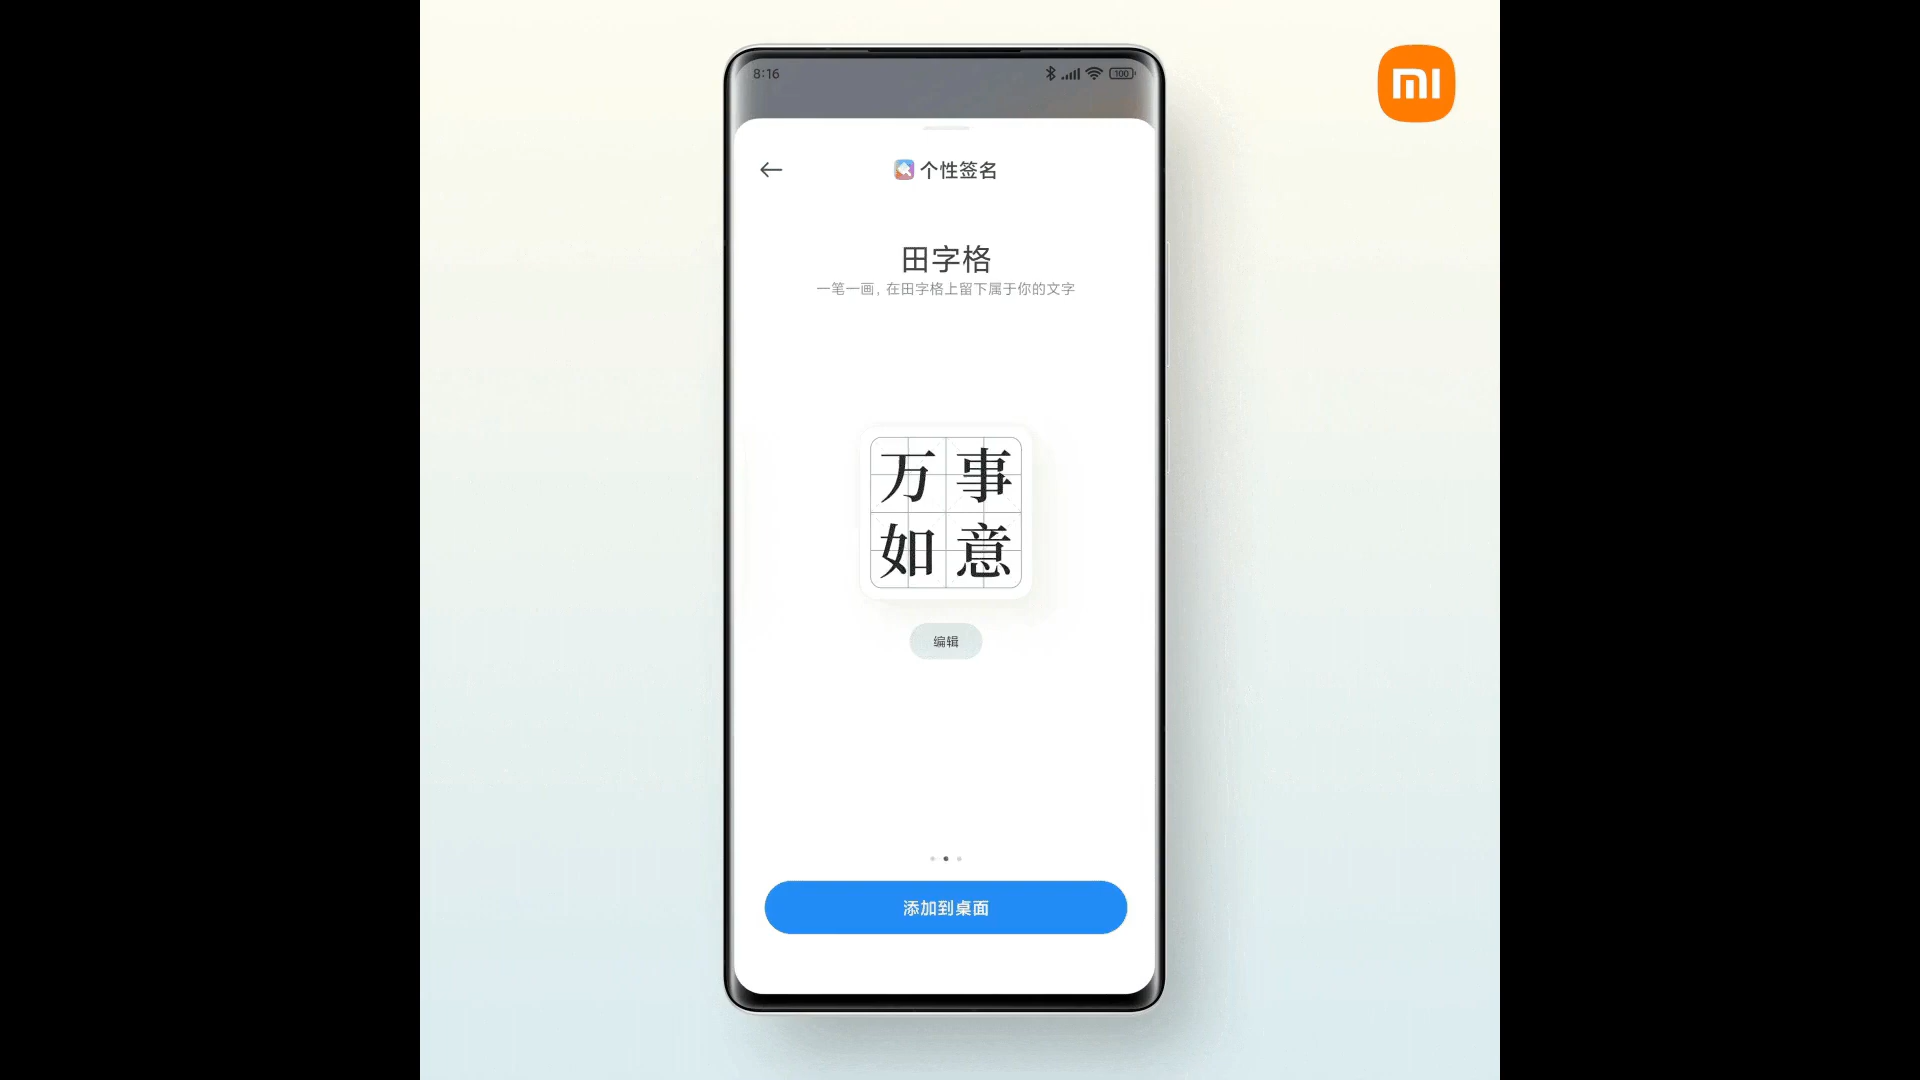 8:16
100
mi
个性签名
田字格
一笔一画，在田字格上留下属于你的文字
万事
如意
编辑
添加到桌面